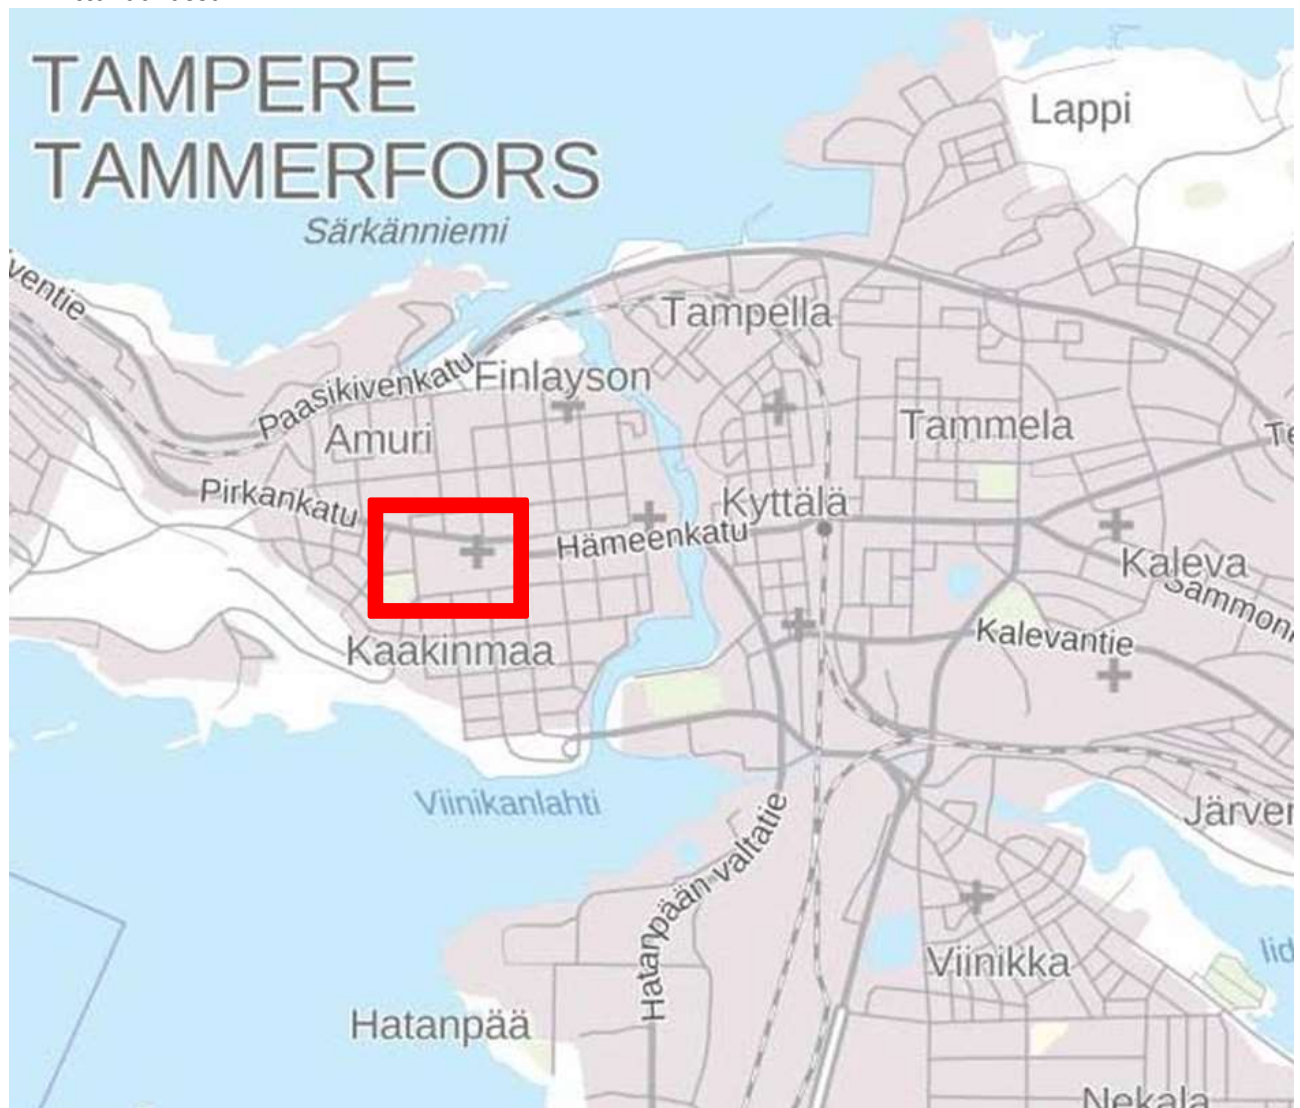 TAMPERE
TAMMERFORS
Särkänniemi
Lappi
Tampella
Paasikivenkatu
Finlayson
Amuri
Tammela
Pirkankatu
Kyttälä
Hämeenkatu
Kaleva
Kalevantie
Kaakinmaa
Viinikanlahti
Hatanpään valtatie
Viinikka
Hatanpää
Nekala